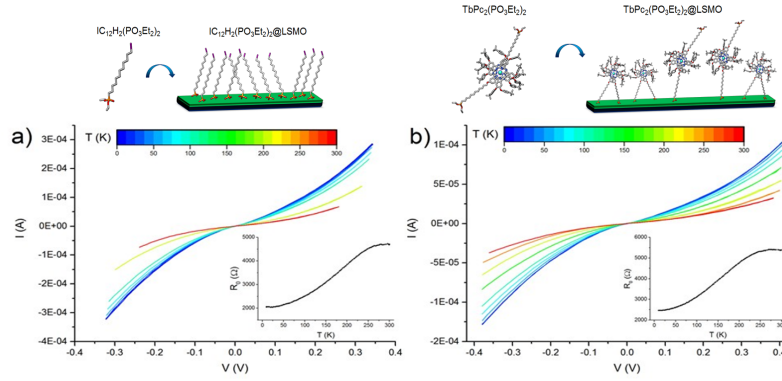 IC₁₂H₂(PO₃Et₂)₂
IC₁₂H₂(PO₃Et₂)₂@LSMO
TbPc₂(PO₃Et₂)₂
TbPc₂(PO₃Et₂)₂@LSMO
a)
T (K)
0 50 100 150 200 250 300
3E-04
2E-04
1E-04
0E+00
-1E-04
-2E-04
-3E-04
-4E-04
I (A)
-0.4 -0.3 -0.2 -0.1 0.0 0.1 0.2 0.3 0.4
V (V)
6000
5000
4000
3000
2000
1000
0 50 100 150 200 250 300
T (K)
b)
T (K)
0 50 100 150 200 250 300
1E-04
5E-05
0E+00
-5E-05
-1E-04
-2E-04
I (A)
-0.4 -0.3 -0.2 -0.1 0.0 0.1 0.2 0.3 0.4
V (V)
6000
5000
4000
3000
2000
0 50 100 150 200 250 300
T (K)